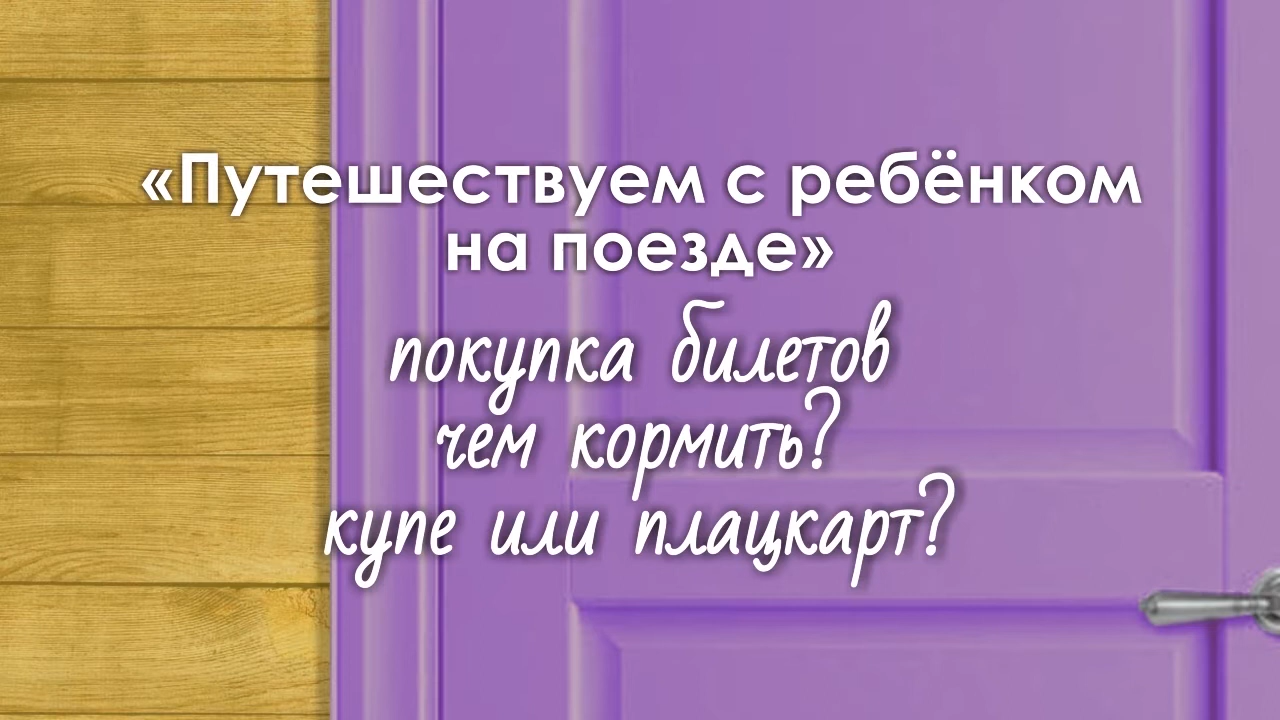 «Путешествуем с ребёнком
на поезде»
покупка билетов
чем кормить?
купе или плацкарт?